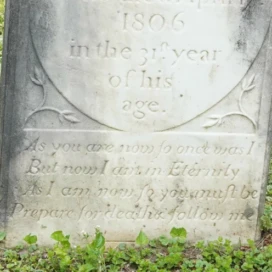 1806
in the 31st year
of his
age.
As you are now so once was I
But now I am in Eternity
As I am now so you must be
Prepare for death & follow me